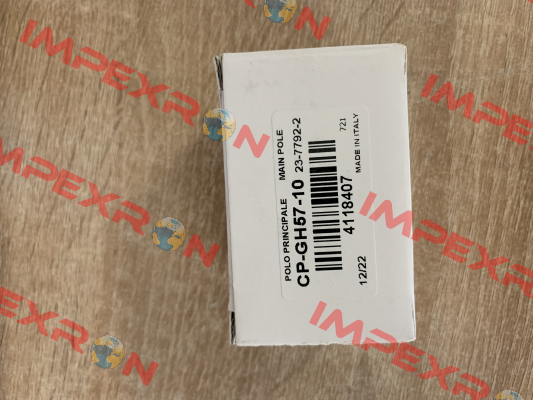 POLO PRINCIPALE MAIN POLE
CP-GH57-10 23-7792-2
4118407
12/22 MADE IN ITALY
721
IMPEXRON
IMPEXRON
IMPEXRON
IMPEXRON
IMPEXRON
IMPEXRON